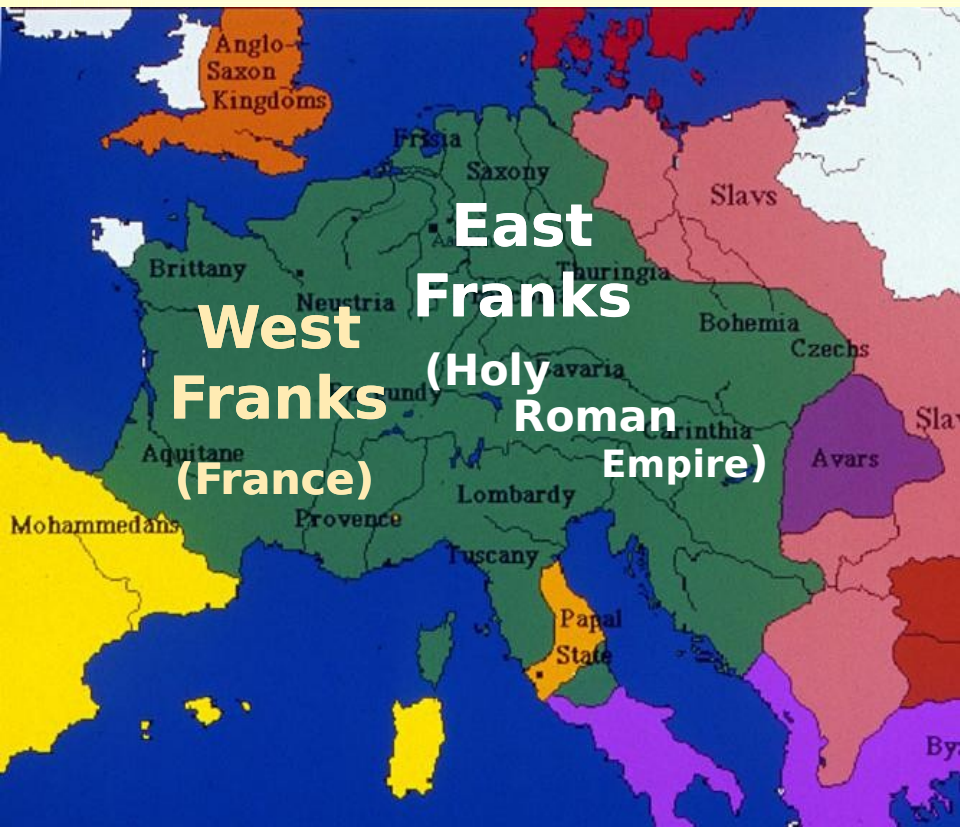 Anglo-
Saxon
Kingdoms
Frisia
Saxony
Slavs
East
Franks
Thuringia
Brittany
Neustria
West
Franks
Bohemia
Czechs
(Holy
Roman
Empire)
Bavaria
Burgundy
Carinthia
Aquitane
(France)
Avars
Lombardy
Provence
Mohammedans
Tuscany
Papal
State